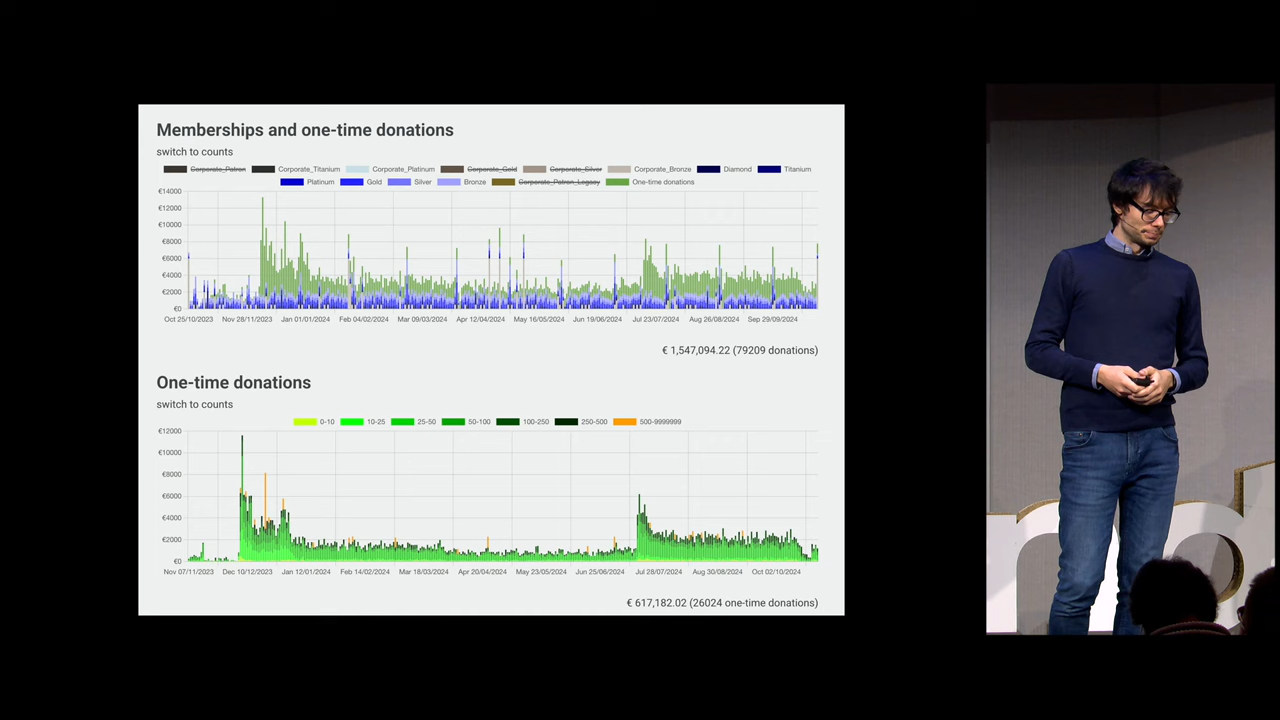 Memberships and one-time donations
switch to counts
Corporate_Patron Corporate_Titanium Corporate_Platinum Corporate_Gold Corporate_Silver Corporate_Bronze Diamond Titanium
Platinum Gold Silver Bronze Corporate_Patron_Legacy One-time donations
€14000
€12000
€10000
€8000
€6000
€4000
€2000
€0
Oct 25/10/2023 Nov 28/11/2023 Jan 01/01/2024 Feb 04/02/2024 Mar 09/03/2024 Apr 12/04/2024 May 16/05/2024 Jun 19/06/2024 Jul 23/07/2024 Aug 26/08/2024 Sep 29/09/2024
€ 1,547,094.22 (79209 donations)
One-time donations
switch to counts
0-10 10-25 25-50 50-100 100-250 250-500 500-9999999
€12000
€10000
€8000
€6000
€4000
€2000
€0
Nov 07/11/2023 Dec 10/12/2023 Jan 12/01/2024 Feb 14/02/2024 Mar 18/03/2024 Apr 20/04/2024 May 23/05/2024 Jun 25/06/2024 Jul 28/07/2024 Aug 30/08/2024 Oct 02/10/2024
€ 617,182.02 (26024 one-time donations)